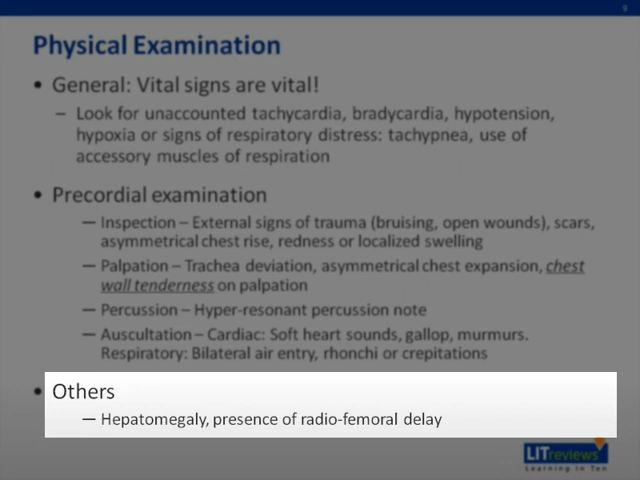 9
Physical Examination
• General: Vital signs are vital!
– Look for unaccounted tachycardia, bradycardia, hypotension,
hypoxia or signs of respiratory distress: tachypnea, use of
accessory muscles of respiration
• Precordial examination
— Inspection – External signs of trauma (bruising, open wounds), scars,
asymmetrical chest rise, redness or localized swelling
— Palpation – Trachea deviation, asymmetrical chest expansion, chest
wall tenderness on palpation
— Percussion – Hyper-resonant percussion note
— Auscultation – Cardiac: Soft heart sounds, gallop, murmurs.
Respiratory: Bilateral air entry, rhonchi or crepitations
• Others
— Hepatomegaly, presence of radio-femoral delay
LITreviews
Learning In Ten